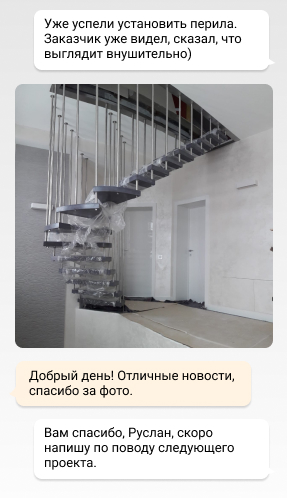 Уже успели установить перила.
Заказчик уже видел, сказал, что
выглядит внушительно)
Добрый день! Отличные новости,
спасибо за фото.
Вам спасибо, Руслан, скоро
напишу по поводу следующего
проекта.